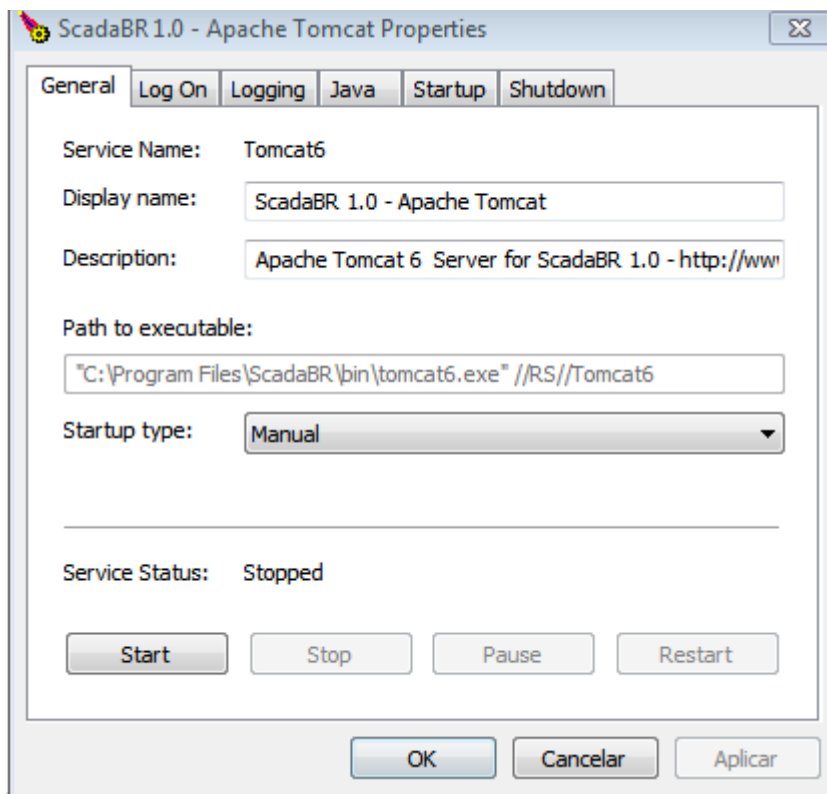 ScadaBR 1.0 - Apache Tomcat Properties
General Log On Logging Java Startup Shutdown
Service Name: Tomcat6
Display name: ScadaBR 1.0 - Apache Tomcat
Description: Apache Tomcat 6 Server for ScadaBR 1.0 - http://www
Path to executable:
"C:\Program Files\ScadaBR\bin\tomcat6.exe" //RS//Tomcat6
Startup type: Manual
Service Status: Stopped
Start Stop Pause Restart
OK Cancelar Aplicar